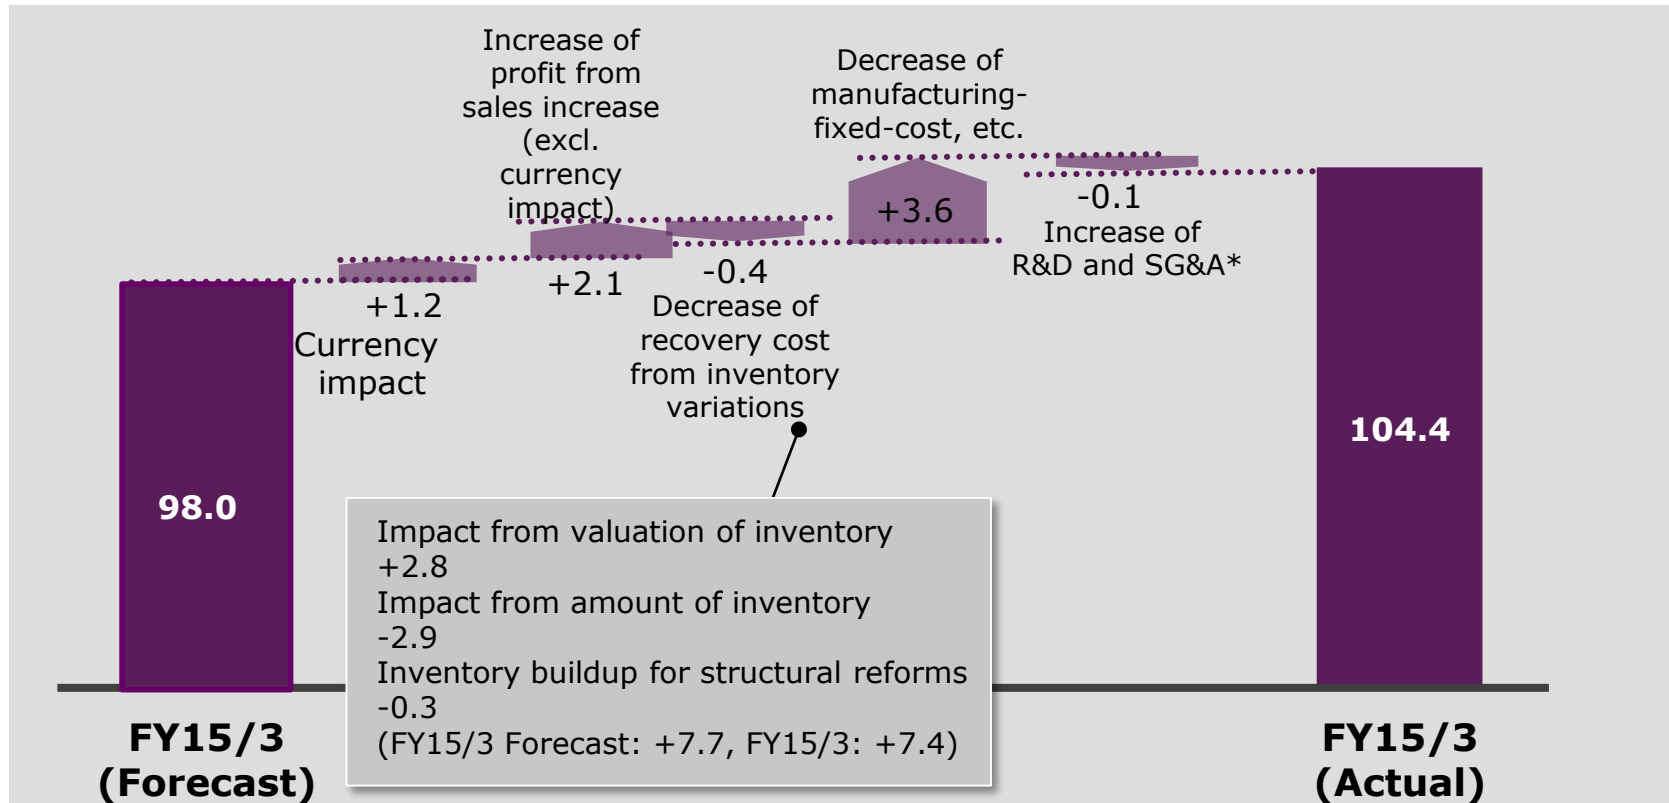 Increase of
profit from
sales increase
(excl.
currency
impact)
Decrease of
manufacturing-
fixed-cost, etc.
+3.6
-0.1
Increase of
R&D and SG&A*
+2.1
-0.4
Decrease of
recovery cost
from inventory
variations
+1.2
Currency
impact
98.0
104.4
Impact from valuation of inventory
+2.8
Impact from amount of inventory
-2.9
Inventory buildup for structural reforms
-0.3
(FY15/3 Forecast: +7.7, FY15/3: +7.4)
FY15/3
(Forecast)
FY15/3
(Actual)